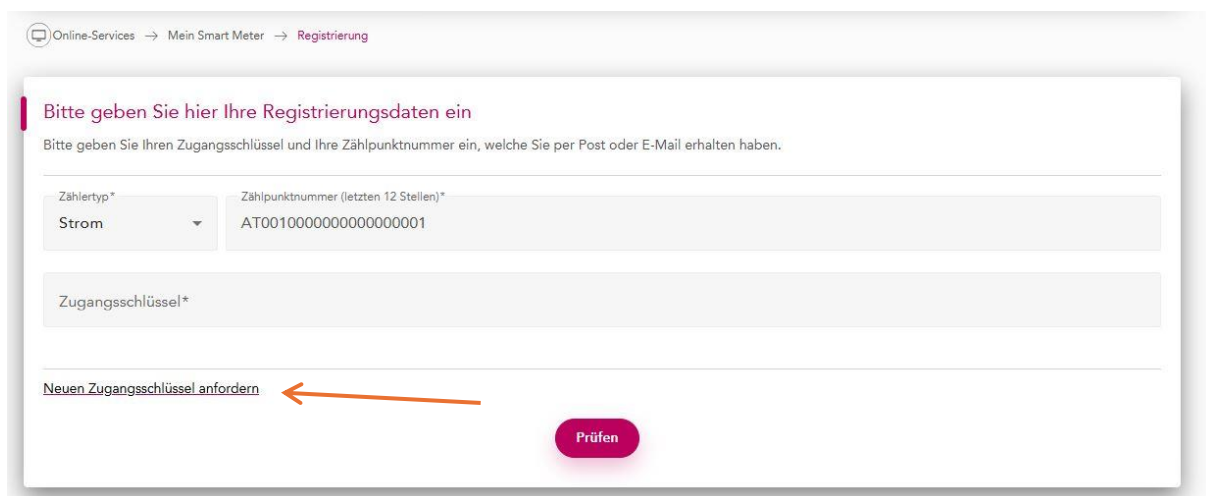 Online-Services → Mein Smart Meter → Registrierung
Bitte geben Sie hier Ihre Registrierungsdaten ein
Bitte geben Sie Ihren Zugangsschlüssel und Ihre Zählpunktnummer ein, welche Sie per Post oder E-Mail erhalten haben.
Zählertyp* Zählpunktnummer (letzten 12 Stellen)*
Strom AT0010000000000000001
Zugangsschlüssel*
Neuen Zugangsschlüssel anfordern
Prüfen